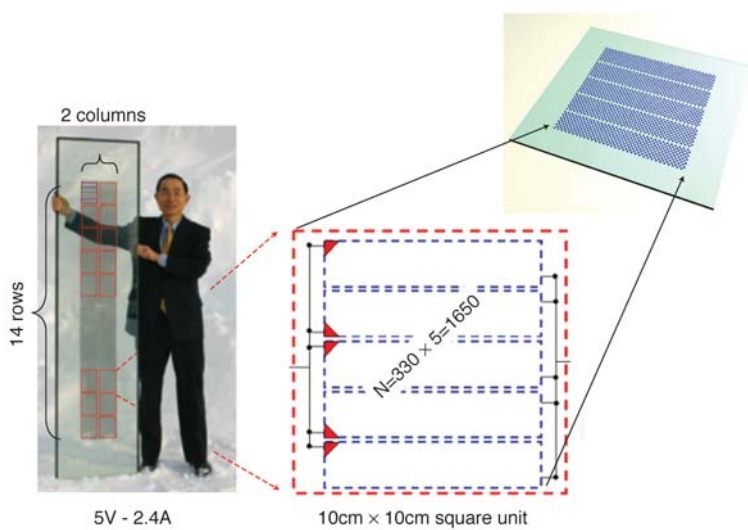 2 columns
14 rows
N=330 × 5=1650
5V - 2.4A
10cm × 10cm square unit